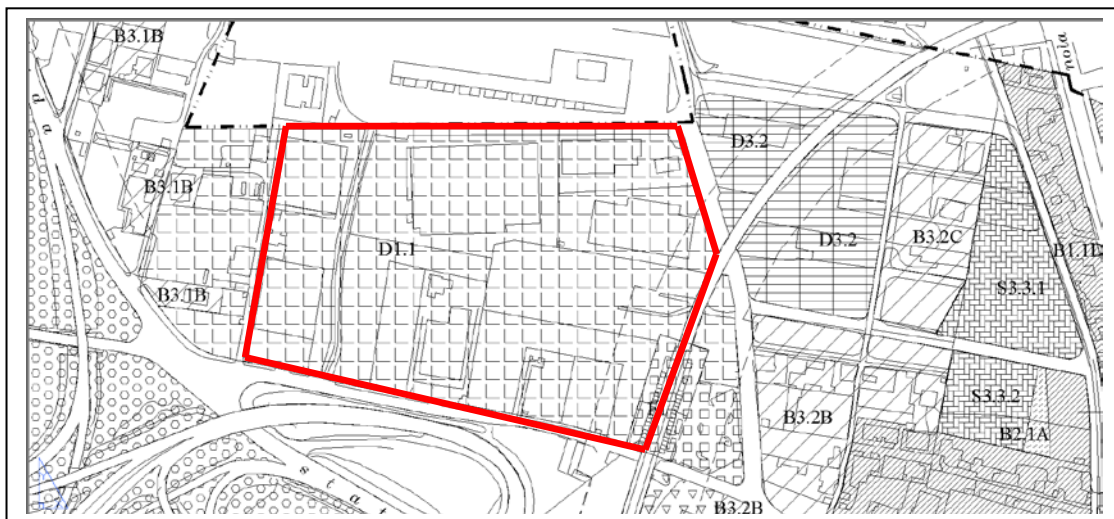 B3.1B
noia
d a
D3.2
B3.1B
D1.1
D3.2
B3.2C
B1.1D
B3.1B
S3.3.1
S3.3.2
B3.2B
B2.1A
s t a t
B3.2B